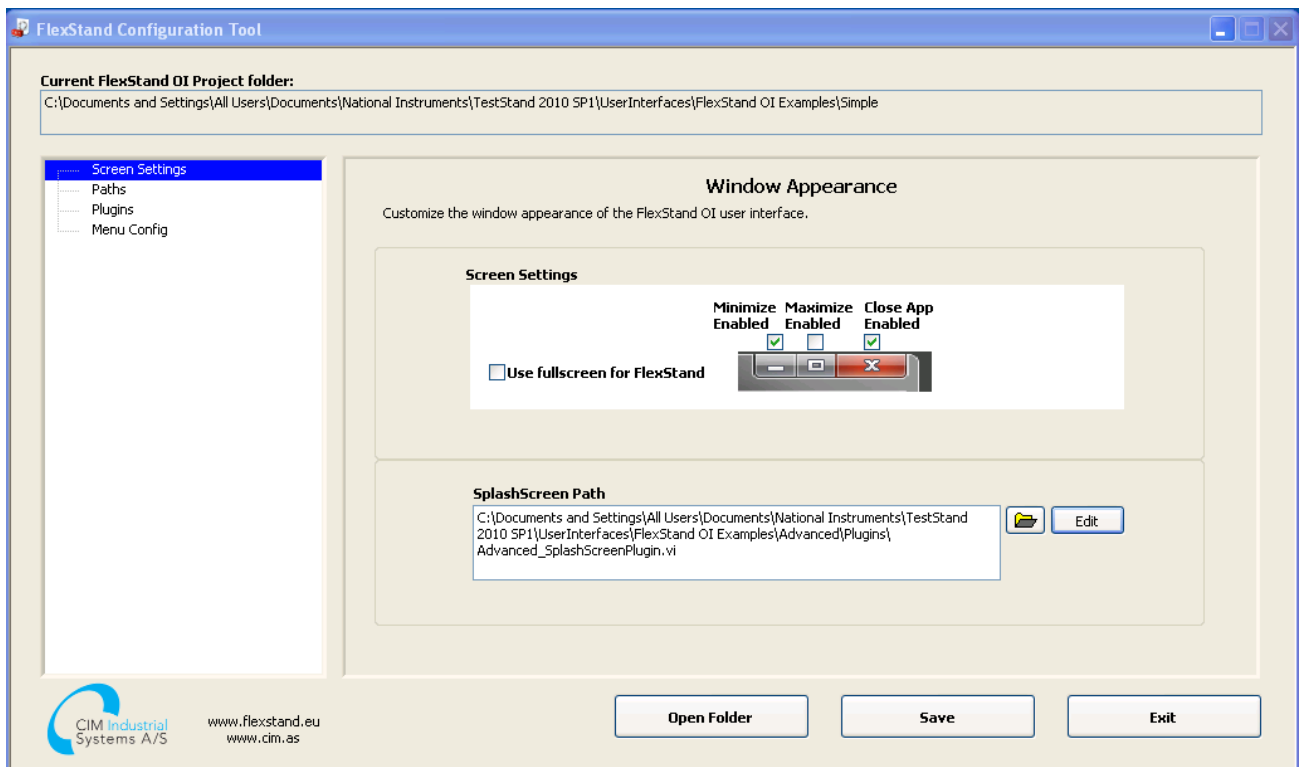 FlexStand Configuration Tool
Current FlexStand OI Project folder:
C:\Documents and Settings\All Users\Documents\National Instruments\TestStand 2010 SP1\UserInterfaces\FlexStand OI Examples\Simple
Screen Settings
Paths
Plugins
Menu Config
Window Appearance
Customize the window appearance of the FlexStand OI user interface.
Screen Settings
Minimize Maximize Close App
Enabled Enabled Enabled
Use fullscreen for FlexStand
SplashScreen Path
C:\Documents and Settings\All Users\Documents\National Instruments\TestStand
2010 SP1\UserInterfaces\FlexStand OI Examples\Advanced\Plugins\
Advanced_SplashScreenPlugin.vi
Edit
CIM Industrial
Systems A/S
www.flexstand.eu
www.cim.as
Open Folder
Save
Exit